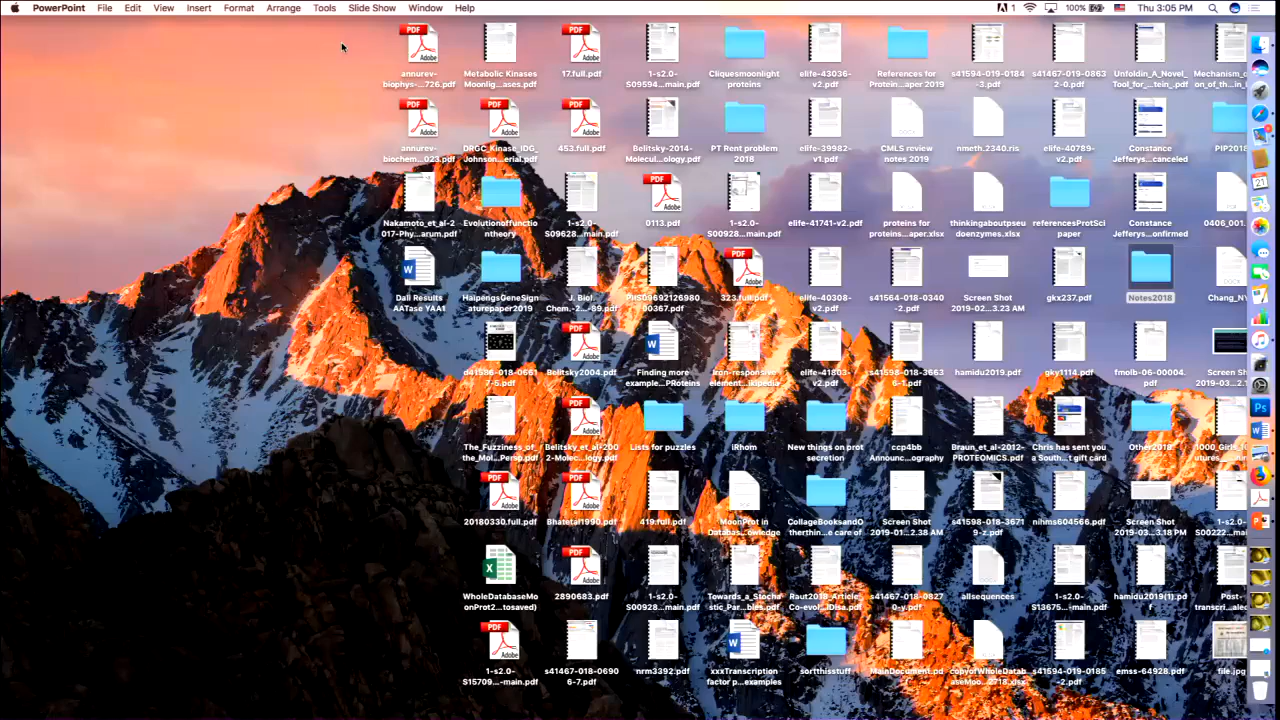 PowerPoint File Edit View Insert Format Arrange Tools Slide Show Window Help 1 100% Thu 3:05 PM
annurev-
biophys-...726.pdf
Metabolic Kinases
Moonlig...ases.pdf
17.full.pdf
1-s2.0-
S09594...main.pdf
Cliquesmoonlight
proteins
elife-43036-
v2.pdf
References for
Protein...aper 2019
s41594-019-0184
-3.pdf
s41467-019-0863
2-0.pdf
Unfoldin_A_Novel_
Tool_for_...tein_.pdf
annurev-
biochem...023.pdf
DRGC_Kinase_IDG_
Johnson...erial.pdf
453.full.pdf
Belitsky-2014-
Molecul...ology.pdf
PT Rent problem
2018
elife-39982-
v1.pdf
CMLS review
notes 2019
nmeth.2340.ris
elife-40789-
v2.pdf
Constance
Jefferys...canceled
PIP2018
Nakamoto_et_al-2
017-Phy...arum.pdf
Evolutionoffunctio
ntheory
1-s2.0-
S09628...main.pdf
0113.pdf
1-s2.0-
S00928...main.pdf
elife-41741-v2.pdf
proteins for
proteins...aper.xlsx
thinkingaboutpseu
doenzymes.xlsx
referencesProtSci
paper
Constance
Jefferys...onfirmed
0406_001.
Dali Results
AATase YAA1
HaipengsGeneSign
aturepaper2019
J. Biol.
Chem.-2...-89.pdf
PIIS09692126980
00367.pdf
323.full.pdf
elife-40308-
v2.pdf
s41564-018-0340
-2.pdf
Screen Shot
2019-02...3.23 AM
gkx237.pdf
Notes2018
Chang_NY
d41586-018-0661
7-5.pdf
Belitsky2004.pdf
Finding more
example...PRoteins
Iron-responsive
element...ikipedia
elife-41803-
v2.pdf
s41598-018-3663
6-1.pdf
hamidu2019.pdf
gky1114.pdf
fmolb-06-00004.
pdf
The_Fuzziness_of_
the_Mol...Persp.pdf
Belitsky_et_al-200
2-Molec...logy.pdf
Lists for puzzles
iRhom
New things on prot
secretion
ccp4bb
Announc...ography
Braun_et_al-2012-
PROTEOMICS.pdf
Chris has sent you
a South...t gift card
Other2018
20180330.full.pdf
Bhatetal1990.pdf
419.full.pdf
MoonProt in
Databas...owledge
CollageBooksandO
therthin...e care of
Screen Shot
2019-01...2.38 AM
s41598-018-3671
9-z.pdf
nihms604566.pdf
Screen Shot
2019-03...3.18 PM
1-s2.0-
WholeDatabaseMo
onProt2...tosaved)
2890683.pdf
1-s2.0-
S00928...main.pdf
Towards_a_Stocha
stic_Par...bles.pdf
Raut2018_Article_
Co-evol...IDisa.pdf
s41467-018-0827
0-y.pdf
allsequences
1-s2.0-
S13675...-main.pdf
hamidu2019(1).pd
f
Post-
1-s2.0-
S15709...-main.pdf
s41467-018-0690
6-7.pdf
nrm3392.pdf
xxxTranscription
factor p...examples
sortthisstuff
MainDocument.pd
f
copyofWholeDatab
aseMoo...2018.xlsx
s41594-019-0185
-2.pdf
emss-64928.pdf
file.jpg